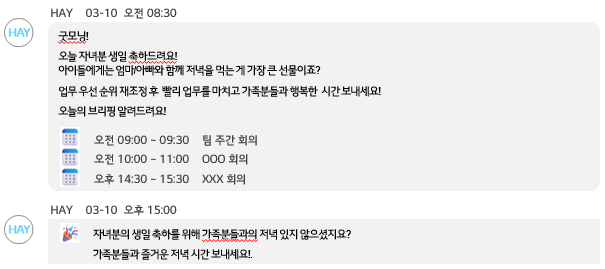 HAY 03-10 오전 08:30
HAY
굿모닝!
오늘 자녀분 생일 축하드려요!
아이들에게는 엄마/아빠와 함께 저녁을 먹는 게 가장 큰 선물이죠?
업무 우선 순위 재조정 후 빨리 업무를 마치고 가족분들과 행복한 시간 보내세요!
오늘의 브리핑 알려드려요!
오전 09:00 ~ 09:30 팀 주간 회의
오전 10:00 ~ 11:00 OOO 회의
오후 14:30 ~ 15:30 XXX 회의
HAY 03-10 오후 15:00
HAY
자녀분의 생일 축하를 위해 가족분들과의 저녁 있지 않으셨지요?
가족분들과 즐거운 저녁 시간 보내세요!.